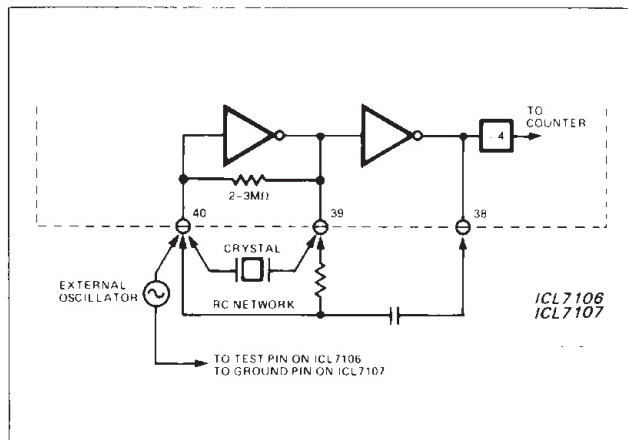 TO
COUNTER
4
2-3MΩ
40
39
38
CRYSTAL
EXTERNAL
OSCILLATOR
RC NETWORK
ICL7106
ICL7107
TO TEST PIN ON ICL7106
TO GROUND PIN ON ICL7107